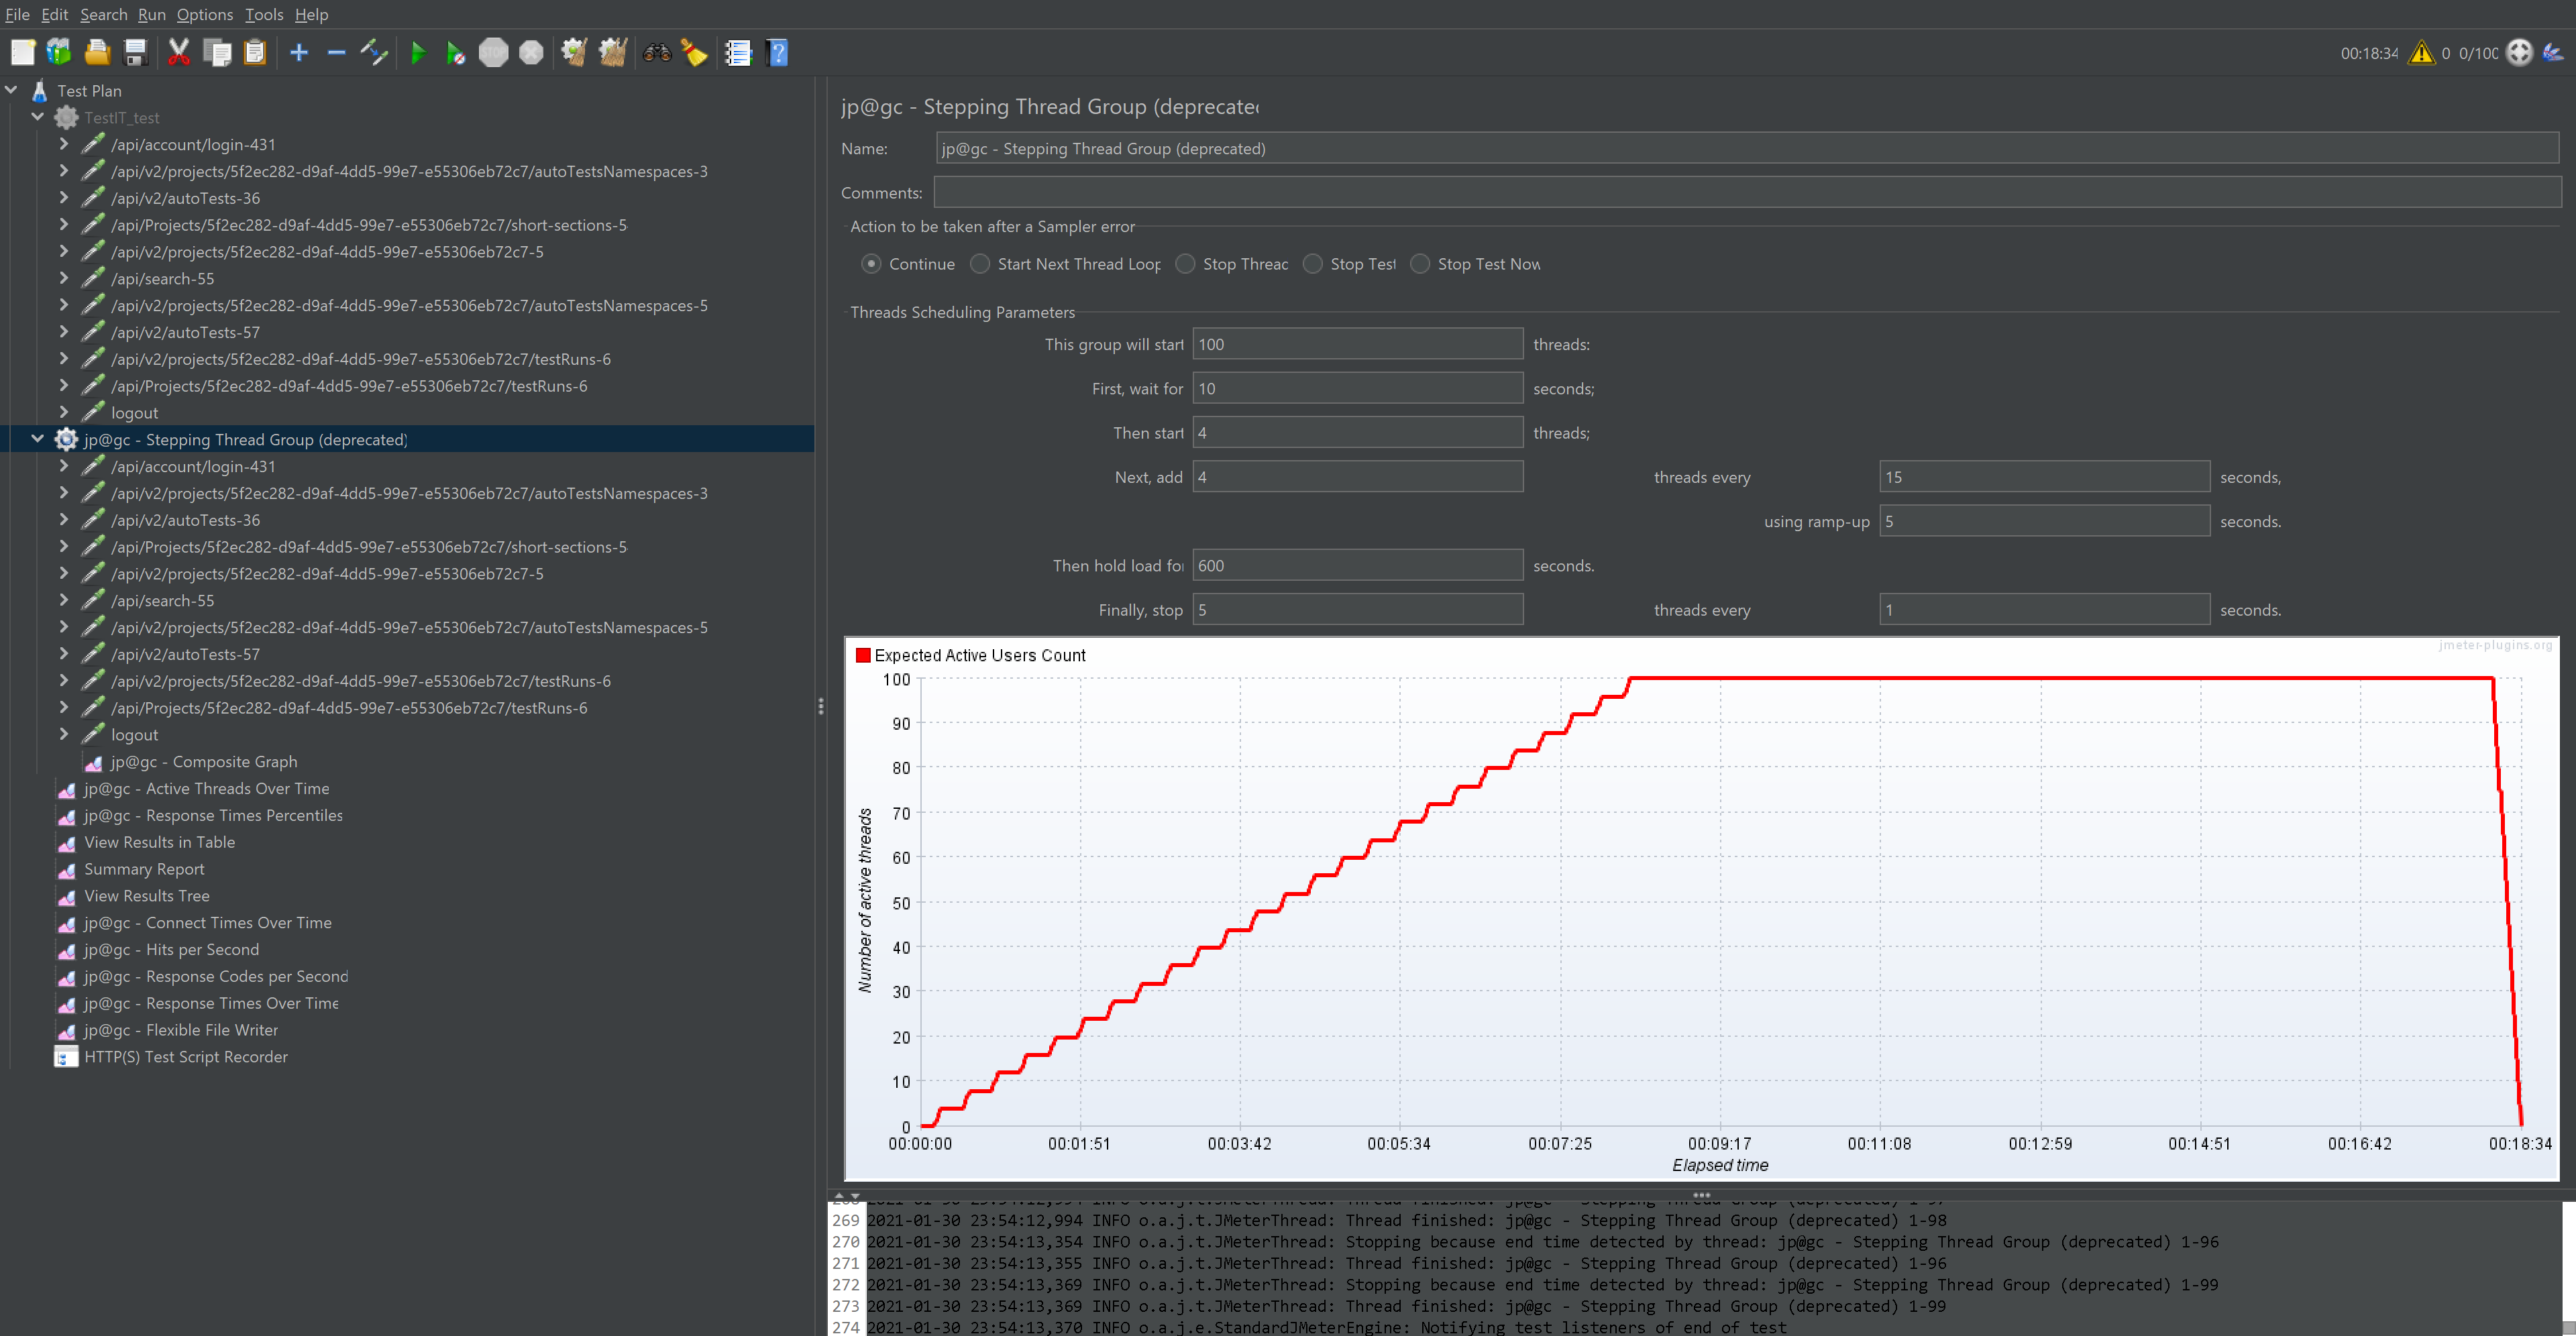 File Edit Search Run Options Tools Help
00:18:34 0 0/100
Test Plan
TestIT_test
/api/account/login-431
/api/v2/projects/5f2ec282-d9af-4dd5-99e7-e55306eb72c7/autoTestsNamespaces-3
/api/v2/autoTests-36
/api/Projects/5f2ec282-d9af-4dd5-99e7-e55306eb72c7/short-sections-5
/api/v2/projects/5f2ec282-d9af-4dd5-99e7-e55306eb72c7-5
/api/search-55
/api/v2/projects/5f2ec282-d9af-4dd5-99e7-e55306eb72c7/autoTestsNamespaces-5
/api/v2/autoTests-57
/api/v2/projects/5f2ec282-d9af-4dd5-99e7-e55306eb72c7/testRuns-6
/api/Projects/5f2ec282-d9af-4dd5-99e7-e55306eb72c7/testRuns-6
logout
jp@gc - Stepping Thread Group (deprecated)
/api/account/login-431
/api/v2/projects/5f2ec282-d9af-4dd5-99e7-e55306eb72c7/autoTestsNamespaces-3
/api/v2/autoTests-36
/api/Projects/5f2ec282-d9af-4dd5-99e7-e55306eb72c7/short-sections-5
/api/v2/projects/5f2ec282-d9af-4dd5-99e7-e55306eb72c7-5
/api/search-55
/api/v2/projects/5f2ec282-d9af-4dd5-99e7-e55306eb72c7/autoTestsNamespaces-5
/api/v2/autoTests-57
/api/v2/projects/5f2ec282-d9af-4dd5-99e7-e55306eb72c7/testRuns-6
/api/Projects/5f2ec282-d9af-4dd5-99e7-e55306eb72c7/testRuns-6
logout
jp@gc - Composite Graph
jp@gc - Active Threads Over Time
jp@gc - Response Times Percentiles
View Results in Table
Summary Report
View Results Tree
jp@gc - Connect Times Over Time
jp@gc - Hits per Second
jp@gc - Response Codes per Second
jp@gc - Response Times Over Time
jp@gc - Flexible File Writer
HTTP(S) Test Script Recorder
jp@gc - Stepping Thread Group (deprecated
Name: jp@gc - Stepping Thread Group (deprecated)
Comments:
Action to be taken after a Sampler error
Continue Start Next Thread Loop Stop Thread Stop Test Stop Test Now
Threads Scheduling Parameters
This group will start 100 threads:
First, wait for 10 seconds;
Then start 4 threads;
Next, add 4 threads every 15 seconds,
using ramp-up 5 seconds.
Then hold load for 600 seconds.
Finally, stop 5 threads every 1 seconds.
jmeter-plugins.org
Expected Active Users Count
100
90
80
70
60
50
40
30
20
10
0
Number of active threads
00:00:00 00:01:51 00:03:42 00:05:34 00:07:25 00:09:17 00:11:08 00:12:59 00:14:51 00:16:42 00:18:34
Elapsed time
269 2021-01-30 23:54:12,994 INFO o.a.j.t.JMeterThread: Thread finished: jp@gc - Stepping Thread Group (deprecated) 1-98
270 2021-01-30 23:54:13,354 INFO o.a.j.t.JMeterThread: Stopping because end time detected by thread: jp@gc - Stepping Thread Group (deprecated) 1-96
271 2021-01-30 23:54:13,355 INFO o.a.j.t.JMeterThread: Thread finished: jp@gc - Stepping Thread Group (deprecated) 1-96
272 2021-01-30 23:54:13,369 INFO o.a.j.t.JMeterThread: Stopping because end time detected by thread: jp@gc - Stepping Thread Group (deprecated) 1-99
273 2021-01-30 23:54:13,369 INFO o.a.j.t.JMeterThread: Thread finished: jp@gc - Stepping Thread Group (deprecated) 1-99
274 2021-01-30 23:54:13,370 INFO o.a.j.e.StandardJMeterEngine: Notifying test listeners of end of test